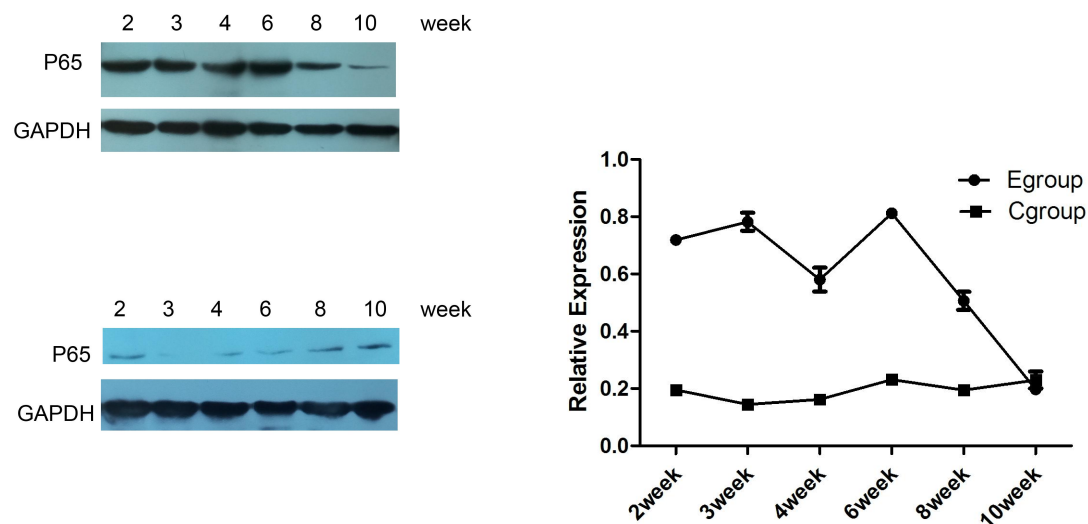 2 3 4 6 8 10 week
P65
GAPDH
2 3 4 6 8 10 week
P65
GAPDH
1.0
0.8
0.6
0.4
0.2
0.0
Relative Expression
Egroup
Cgroup
2week 3week 4week 6week 8week 10week